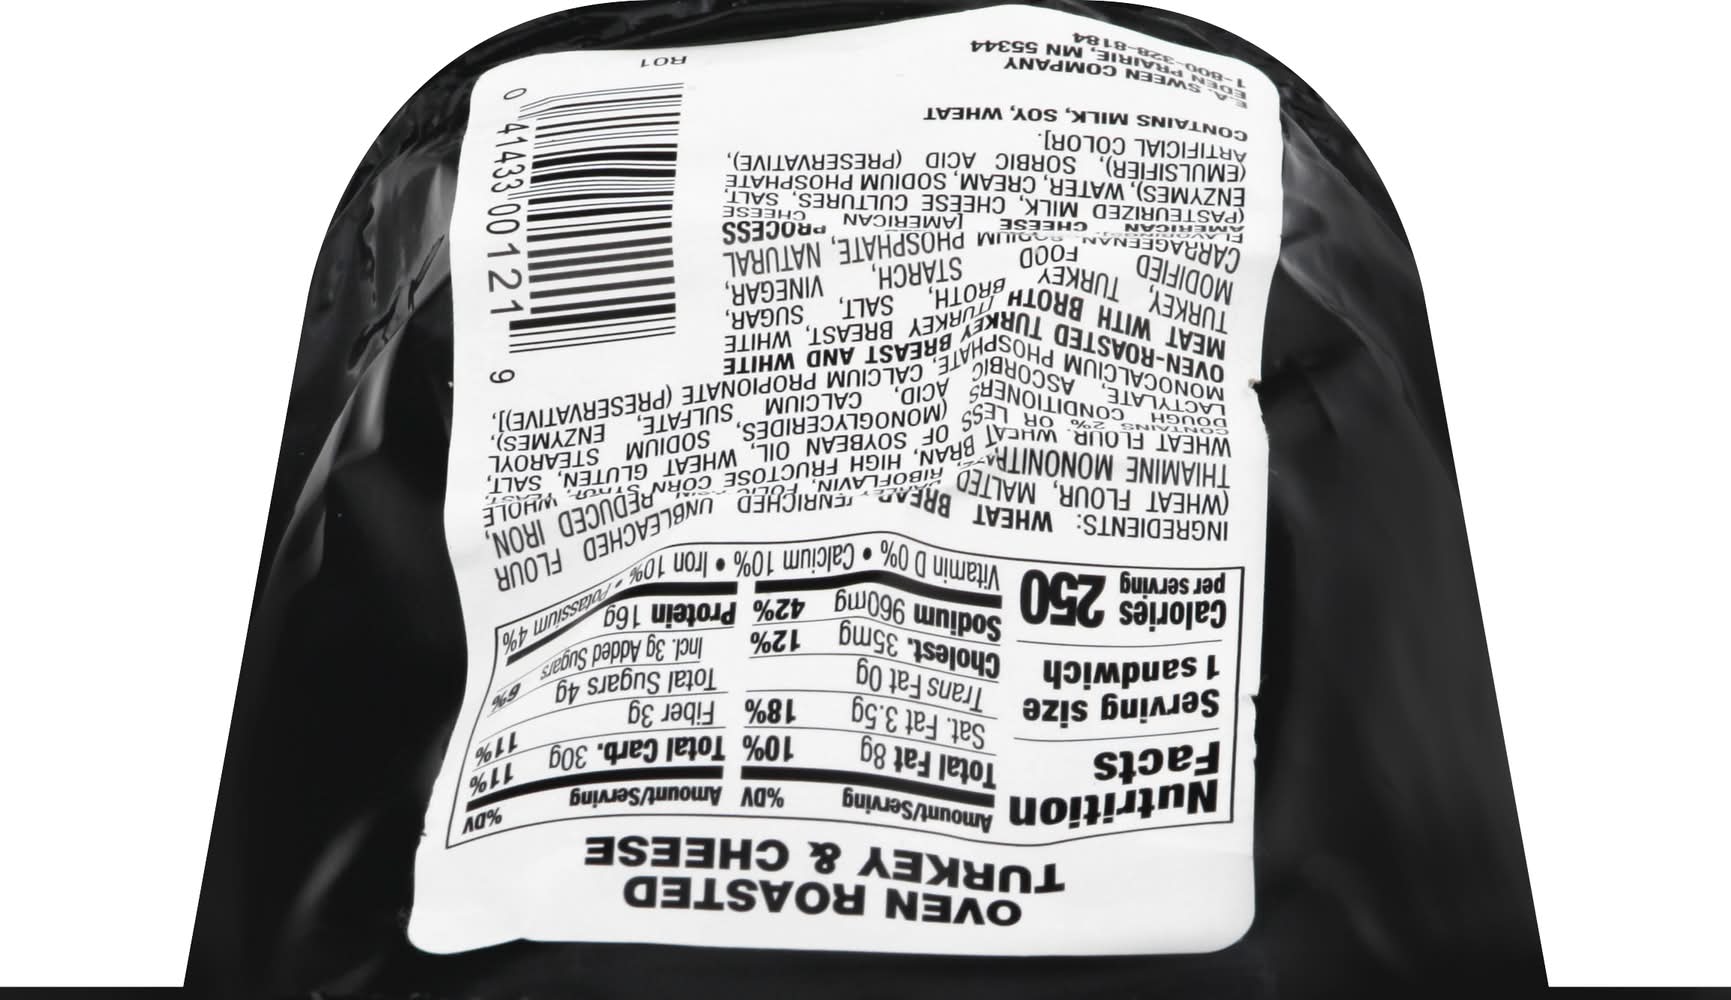 OVEN ROASTED
TURKEY & CHEESE
Nutrition
Facts
Serving size
1 sandwich
Calories
per serving 250
Amount/Serving %DV
Total Fat 8g 10%
Sat. Fat 3.5g 18%
Trans Fat 0g
Cholest. 35mg 12%
Sodium 960mg 42%
Amount/Serving %DV
Total Carb. 30g 11%
Fiber 3g 11%
Total Sugars 4g
Incl. 3g Added Sugars 6%
Protein 16g
Vitamin D 0% • Calcium 10% • Iron 10% • Potassium 4%
INGREDIENTS: WHEAT BREAD [ENRICHED UNBLEACHED FLOUR
(WHEAT FLOUR, MALTED BARLEY REDUCED IRON,
THIAMINE MONONITRATE, RIBOFLAVIN, FOLIC WHOLE
WHEAT FLOUR, WHEAT BRAN, HIGH FRUCTOSE CORN SYRUP, YEAST,
CONTAINS 2% OR LESS OF SOYBEAN OIL, WHEAT GLUTEN, SALT,
DOUGH CONDITIONERS (MONOGLYCERIDES, SODIUM STEAROYL
LACTYLATE, ASCORBIC ACID, CALCIUM SULFATE, ENZYMES),
MONOCALCIUM PHOSPHATE, CALCIUM PROPIONATE (PRESERVATIVE)],
OVEN-ROASTED TURKEY BREAST AND WHITE
MEAT WITH BROTH [TURKEY BREAST, WHITE
TURKEY, TURKEY BROTH, SALT, SUGAR,
MODIFIED FOOD STARCH, VINEGAR,
CARRAGEENAN, SODIUM PHOSPHATE, NATURAL
FLAVORING], PROCESS
AMERICAN CHEESE [AMERICAN CHEESE
(PASTEURIZED MILK, CHEESE CULTURES, SALT,
ENZYMES), WATER, CREAM, SODIUM PHOSPHATE
(EMULSIFIER), SORBIC ACID (PRESERVATIVE),
ARTIFICIAL COLOR].
CONTAINS MILK, SOY, WHEAT
E.A. SWEEN COMPANY
EDEN PRAIRIE, MN 55344
1-800-328-8184
0 41433 00121 9
R01